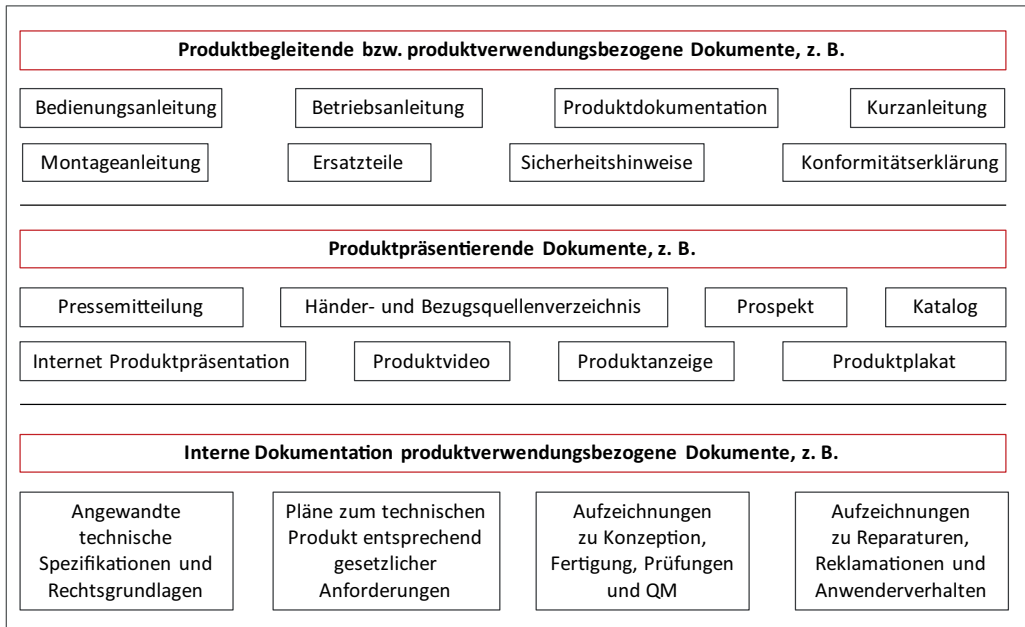 Produktbegleitende bzw. produktverwendungsbezogene Dokumente, z. B.
Bedienungsanleitung
Betriebsanleitung
Produktdokumentation
Kurzanleitung
Montageanleitung
Ersatzteile
Sicherheitshinweise
Konformitätserklärung
Produktpräsentierende Dokumente, z. B.
Pressemitteilung
Händer- und Bezugsquellenverzeichnis
Prospekt
Katalog
Internet Produktpräsentation
Produktvideo
Produktanzeige
Produktplakat
Interne Dokumentation produktverwendungsbezogene Dokumente, z. B.
Angewandte
technische
Spezifikationen und
Rechtsgrundlagen
Pläne zum technischen
Produkt entsprechend
gesetzlicher
Anforderungen
Aufzeichnungen
zu Konzeption,
Fertigung, Prüfungen
und QM
Aufzeichnungen
zu Reparaturen,
Reklamationen und
Anwenderverhalten